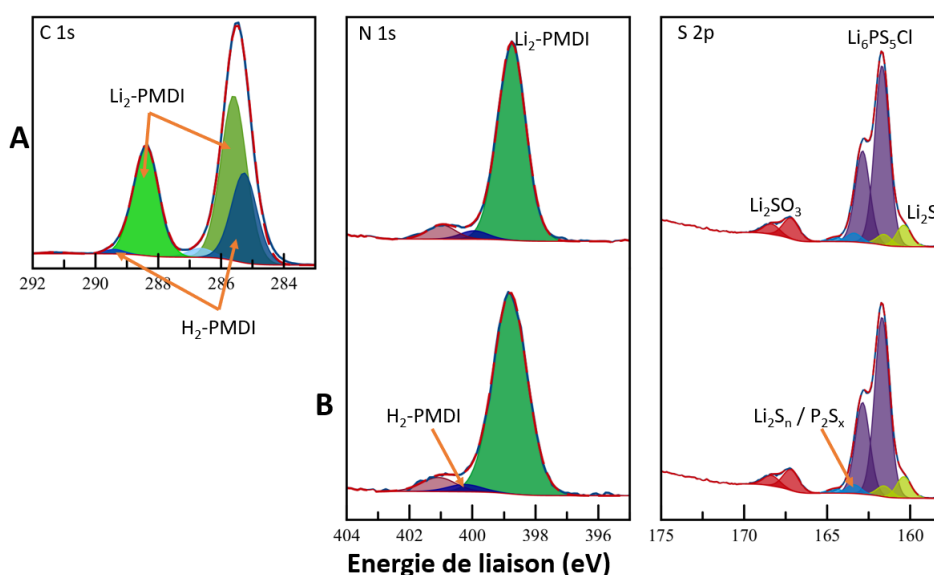 C 1s
N 1s
S 2p
Li₂-PMDI
Li₂-PMDI
Li₆PS₅Cl
A
Li₂SO₃
Li₂S
292 290 288 286 284
H₂-PMDI
B
H₂-PMDI
Li₂Sₙ / P₂Sₓ
404 402 400 398 396
175 170 165 160
Energie de liaison (eV)